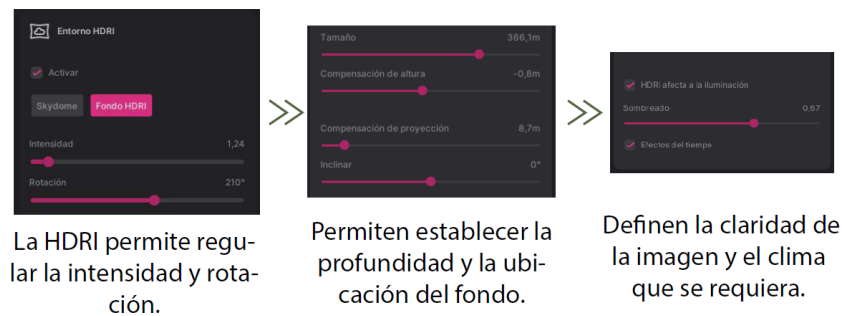 Entorno HDRI
Activar
Skydome Fondo HDRI
Intensidad 1,24
Rotación 210°
La HDRI permite regu-
lar la intensidad y rota-
ción.
Tamaño 366,1m
Compensación de altura -0,8m
Compensación de proyección 8,7m
Inclinar 0°
Permiten establecer la
profundidad y la ubi-
cación del fondo.
HDRI afecta a la iluminación
Sombreado 0,67
Efectos del tiempo
Definen la claridad de
la imagen y el clima
que se requiera.